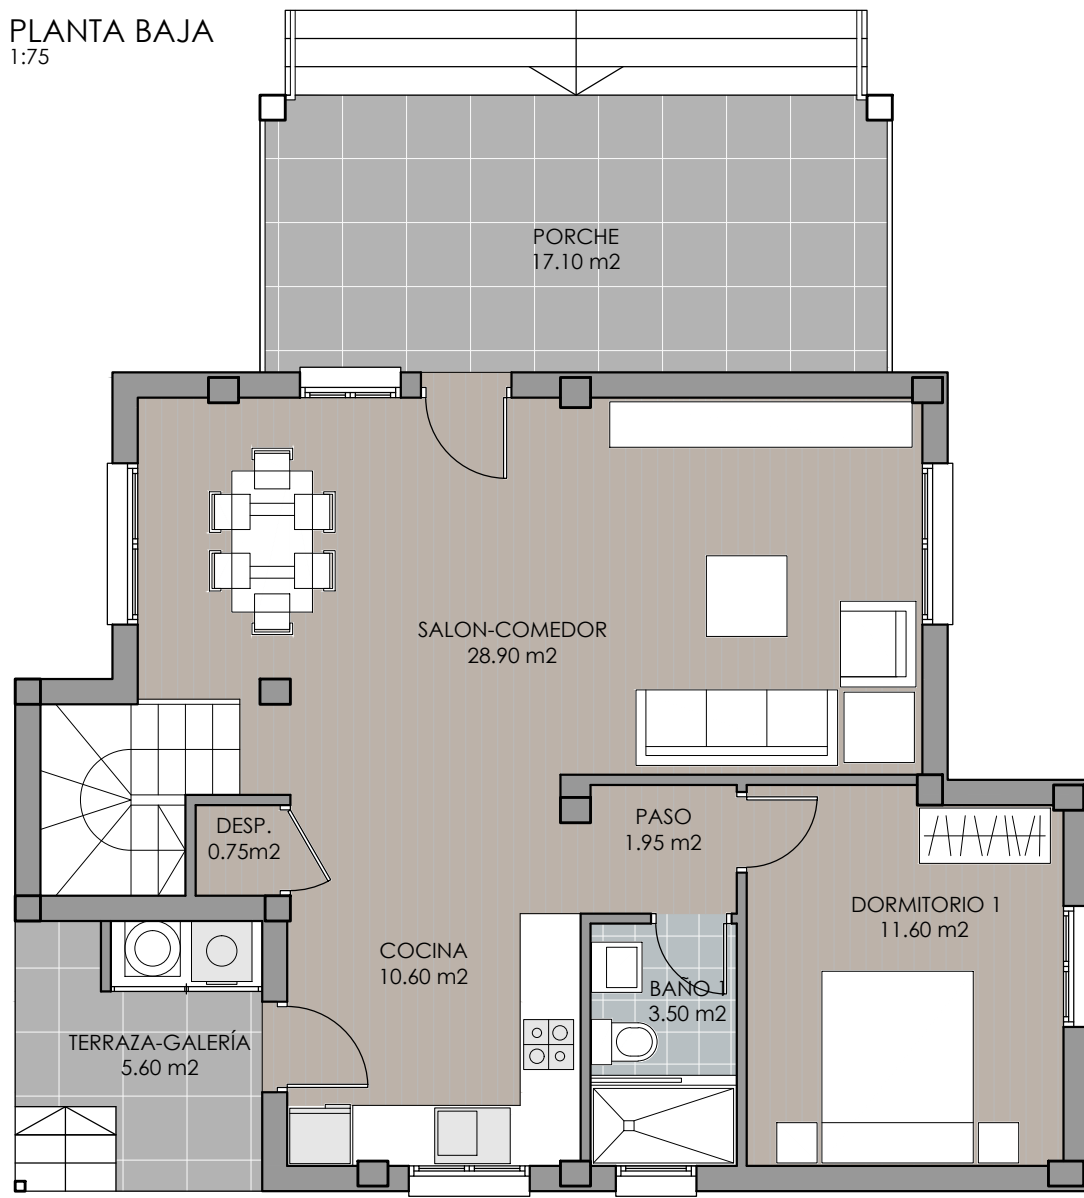 PLANTA BAJA
1:75
PORCHE
17.10 m2
SALON-COMEDOR
28.90 m2
DESP.
0.75m2
PASO
1.95 m2
DORMITORIO 1
11.60 m2
COCINA
10.60 m2
BAÑO 1
3.50 m2
TERRAZA-GALERÍA
5.60 m2